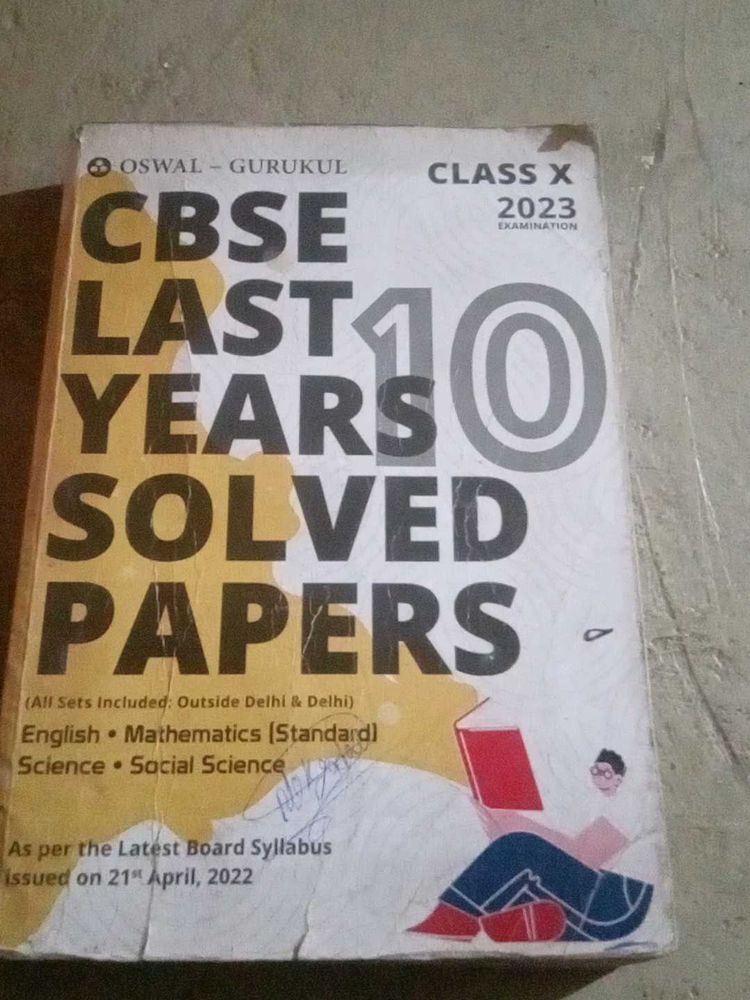 OSWAL – GURUKUL
CLASS X
2023
EXAMINATION
CBSE
LAST
10
YEARS
SOLVED
PAPERS
(All Sets Included: Outside Delhi & Delhi)
English • Mathematics (Standard)
Science • Social Science
As per the Latest Board Syllabus
issued on 21st April, 2022